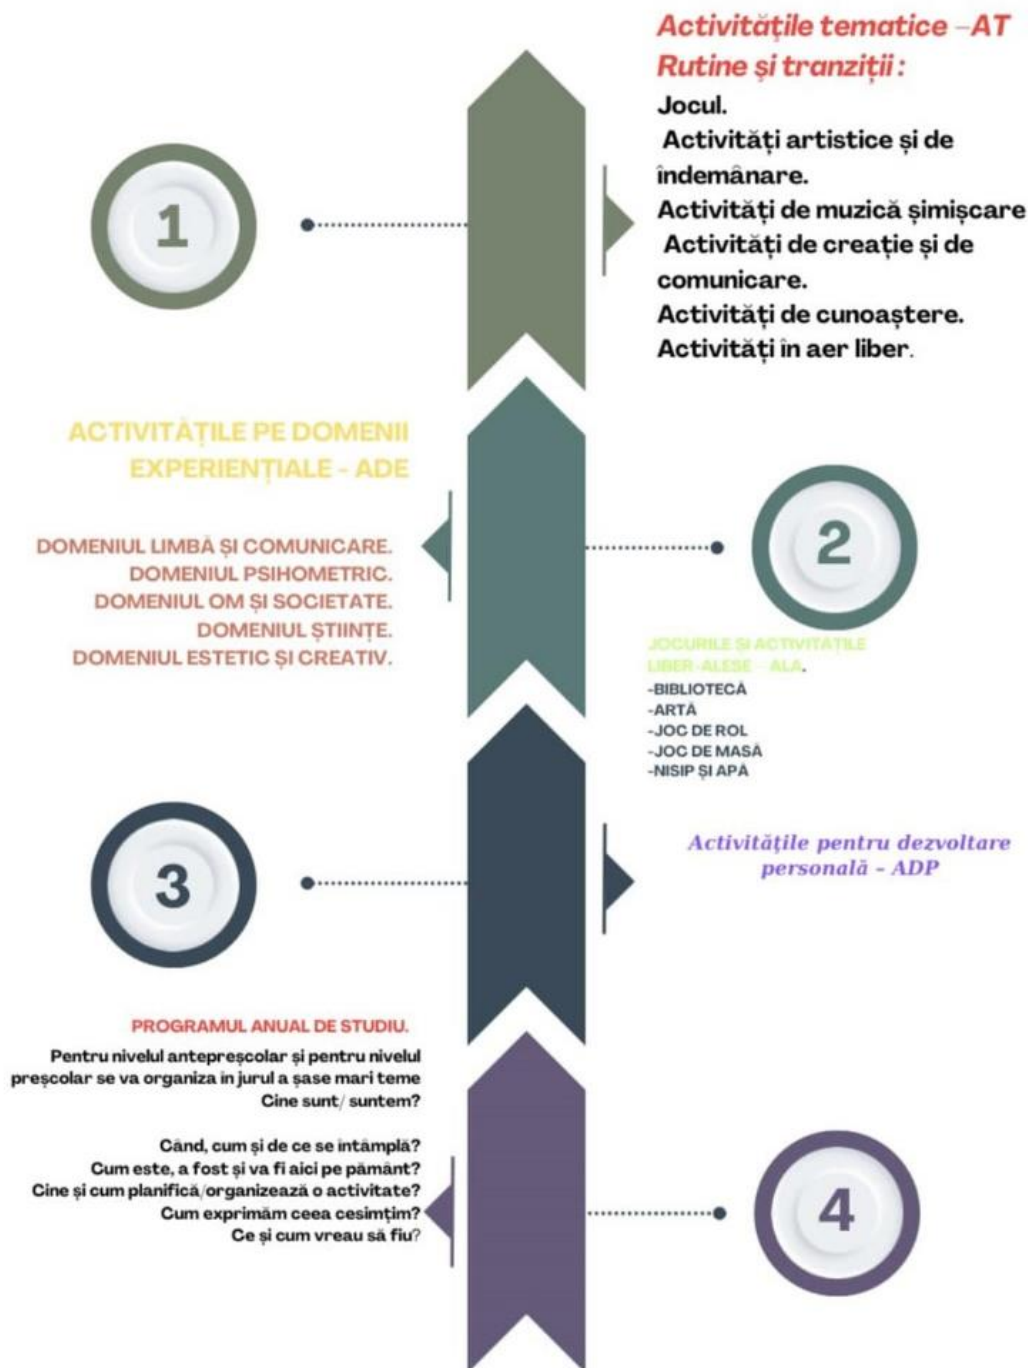 Activitățile tematice –AT
Rutine și tranziții :
Jocul.
Activități artistice și de
îndemânare.
Activități de muzică șimișcare
Activități de creație și de
comunicare.
Activități de cunoaștere.
Activități în aer liber.
1
ACTIVITĂȚILE PE DOMENII
EXPERIENȚIALE - ADE
DOMENIUL LIMBĂ ȘI COMUNICARE.
DOMENIUL PSIHOMETRIC.
DOMENIUL OM ȘI SOCIETATE.
DOMENIUL ȘTIINȚE.
DOMENIUL ESTETIC ȘI CREATIV.
2
JOCURILE ȘI ACTIVITĂȚILE
LIBER-ALESE – ALA.
-BIBLIOTECĂ
-ARTĂ
-JOC DE ROL
-JOC DE MASĂ
-NISIP ȘI APĂ
3
Activitățile pentru dezvoltare
personală – ADP
PROGRAMUL ANUAL DE STUDIU.
Pentru nivelul antepreșcolar și pentru nivelul
preșcolar se va organiza în jurul a șase mari teme
Cine sunt/ suntem?
Când, cum și de ce se întâmplă?
Cum este, a fost și va fi aici pe pământ?
Cine și cum planifică/organizează o activitate?
Cum exprimăm ceea cesimțim?
Ce și cum vreau să fiu?
4